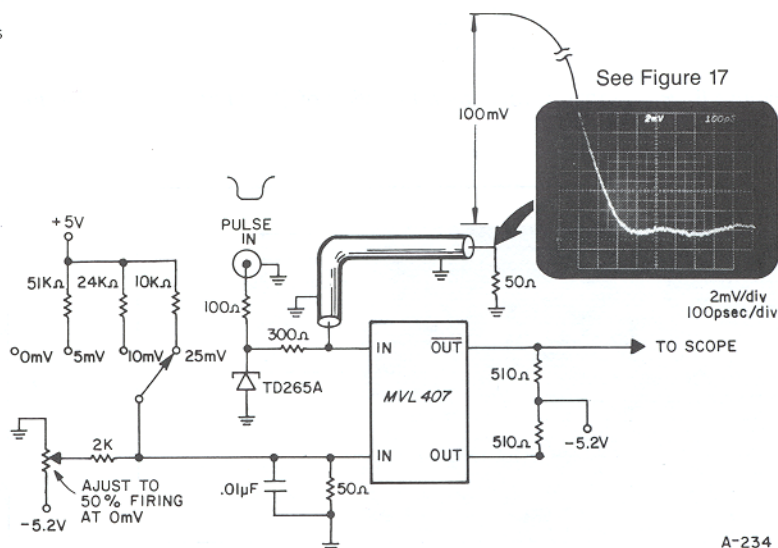 s
See Figure 17
100mV
2mV 100pS
PULSE
IN
+5V
51KΩ 24KΩ 10KΩ
100Ω
50Ω
2mV/div
100psec/div
300Ω
0mV 5mV 10mV 25mV
IN OUT
TO SCOPE
TD265A
MVL 407
510Ω
510Ω
-5.2V
2K
IN OUT
AJUST TO
50% FIRING
AT 0mV
.01µF
50Ω
-5.2V
A-234